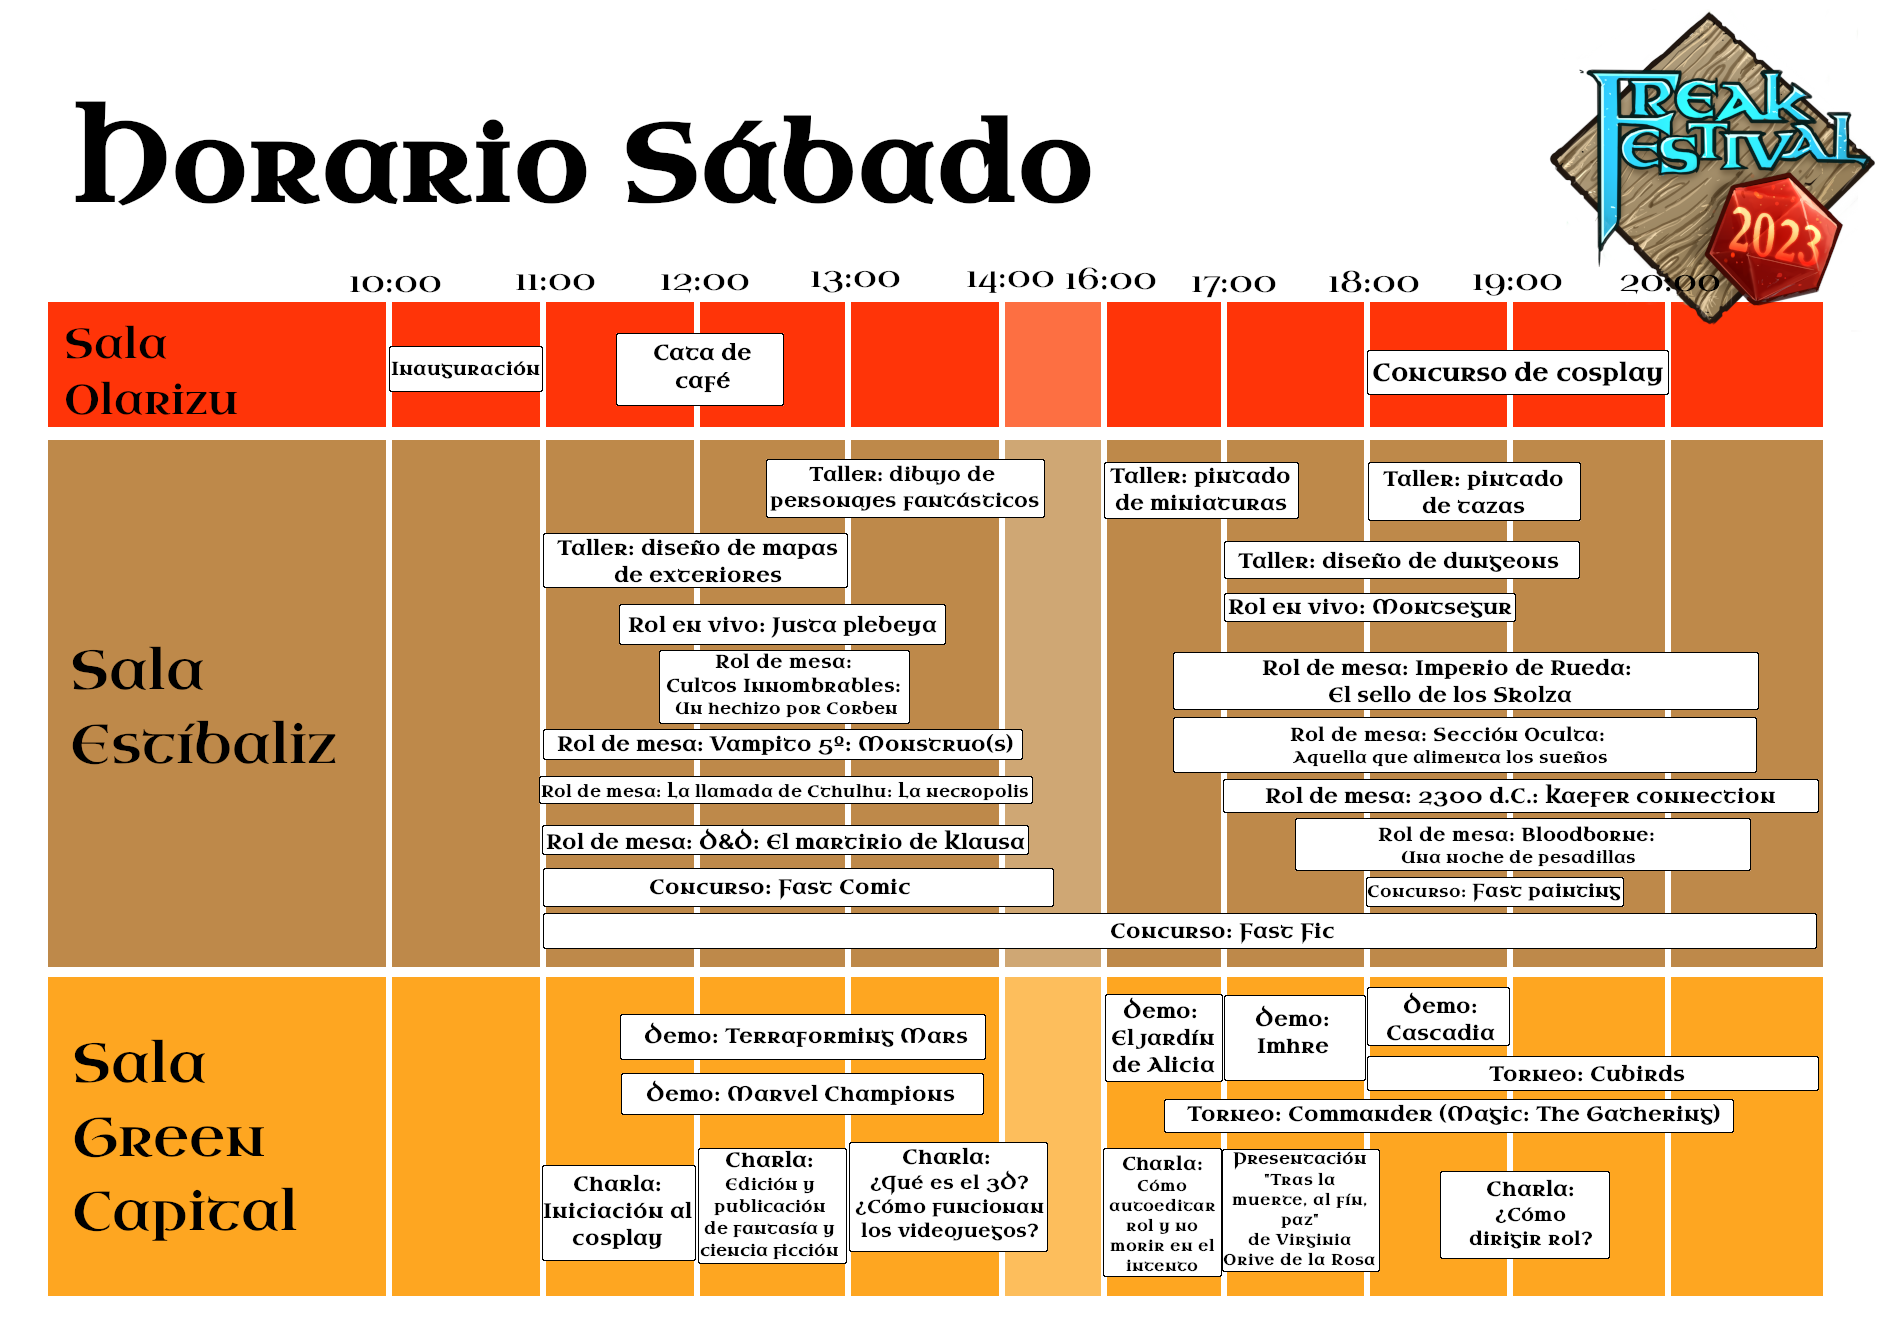 Horario Sábado
Freak
Festival
2023
10:00 11:00 12:00 13:00 14:00 16:00 17:00 18:00 19:00 20:00
Sala
Olarizu
Inauguración
Cata de
café
Concurso de cosplay
Sala
Estíbaliz
Taller: dibujo de
personajes fantásticos
Taller: pintado
de miniaturas
Taller: pintado
de tazas
Taller: diseño de mapas
de exteriores
Taller: diseño de dungeons
Rol en vivo: Justa plebeya
Rol en vivo: Montsegur
Rol de mesa:
Cultos Innombrables:
Un hechizo por Corben
Rol de mesa: Imperio de Rueda:
El sello de los Skolza
Rol de mesa: Vampito 5º: Monstruo(s)
Rol de mesa: Sección Oculta:
Aquella que alimenta los sueños
Rol de mesa: La llamada de Cthulhu: La necropolis
Rol de mesa: 2300 d.C.: Kaefer connection
Rol de mesa: D&D: El martirio de Klausa
Rol de mesa: Bloodborne:
Una noche de pesadillas
Concurso: Fast Comic
Concurso: Fast painting
Concurso: Fast Fic
Sala
Green
Capital
Demo: Terraforming Mars
Demo: Marvel Champions
Demo:
El jardín
de Alicia
Demo:
Imhre
Demo:
Cascadia
Torneo: Cubirds
Torneo: Commander (Magic: The Gathering)
Charla:
Iniciación al
cosplay
Charla:
Edición y
publicación
de fantasía y
ciencia ficción
Charla:
¿Qué es el 3D?
¿Cómo funcionan
los videojuegos?
Charla:
Cómo
autoeditar
rol y no
morir en el
intento
Presentación
"Tras la
muerte, al fín,
paz"
de Virginia
Orive de la Rosa
Charla:
¿Cómo
dirigir rol?